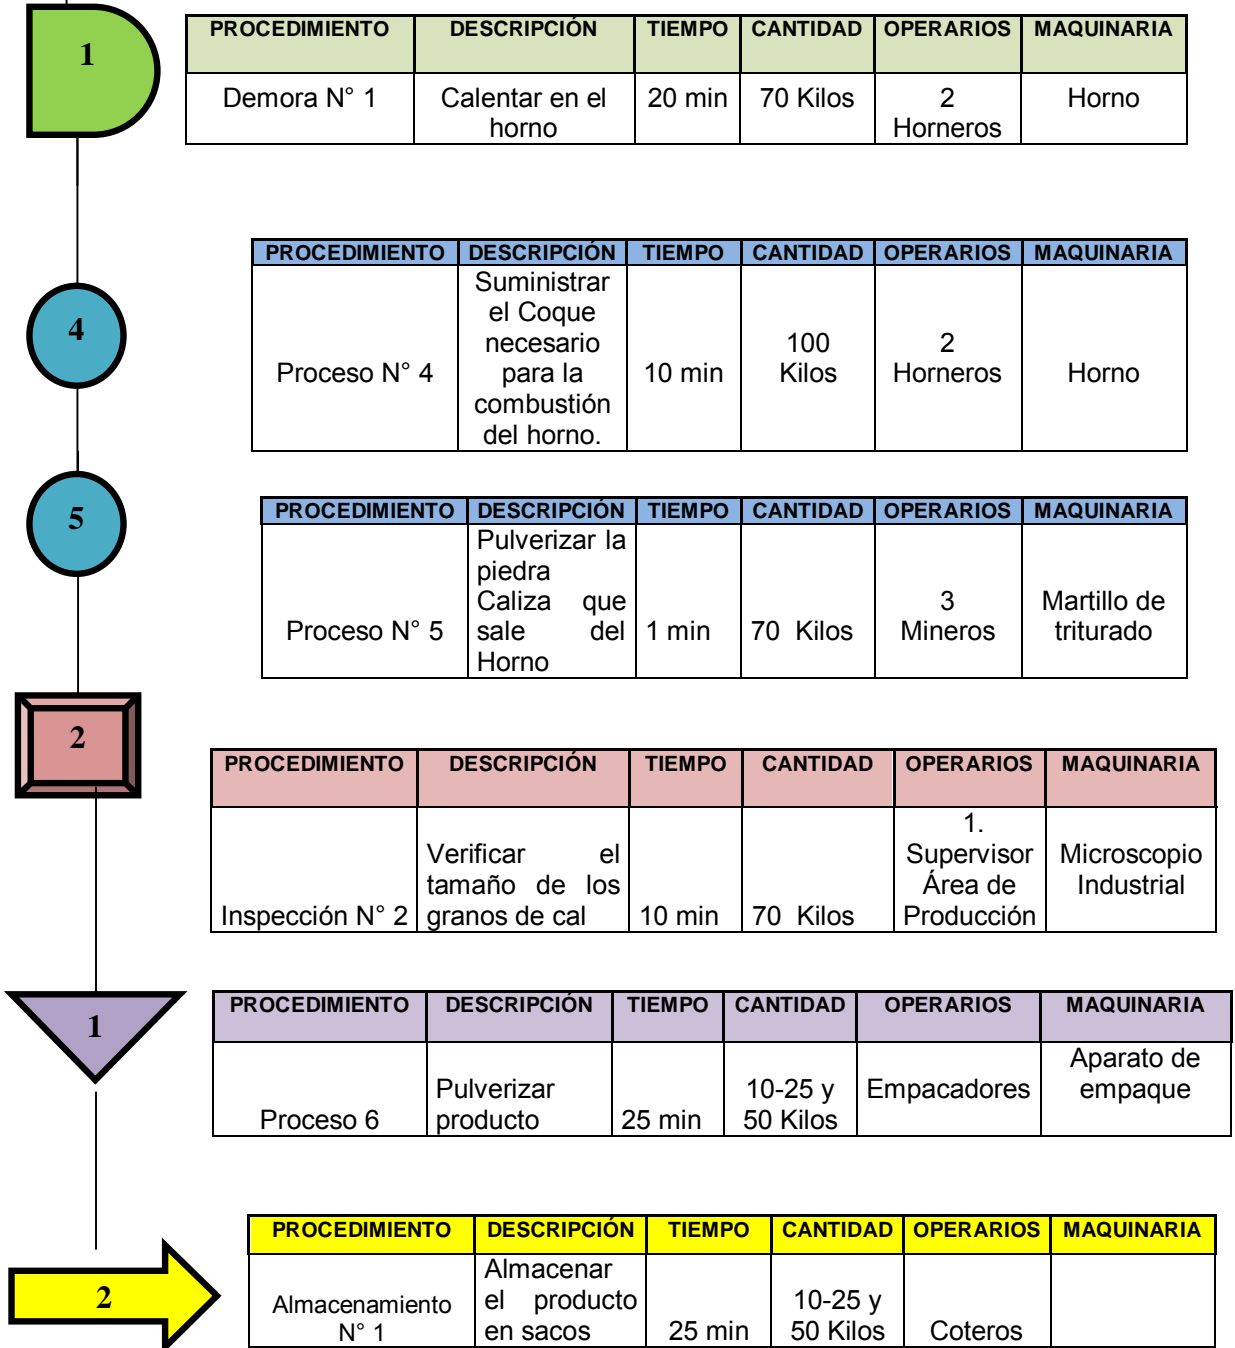 1
PROCEDIMIENTO DESCRIPCIÓN TIEMPO CANTIDAD OPERARIOS MAQUINARIA
Demora N° 1 Calentar en el 20 min 70 Kilos 2 Horno
horno Horneros
4
PROCEDIMIENTO DESCRIPCIÓN TIEMPO CANTIDAD OPERARIOS MAQUINARIA
Suministrar
el Coque
necesario 100 2
Proceso N° 4 para la 10 min Kilos Horneros Horno
combustión
del horno.
5
PROCEDIMIENTO DESCRIPCIÓN TIEMPO CANTIDAD OPERARIOS MAQUINARIA
Pulverizar la
piedra
Caliza que 3 Martillo de
Proceso N° 5 sale del 1 min 70 Kilos Mineros triturado
Horno
2
PROCEDIMIENTO DESCRIPCIÓN TIEMPO CANTIDAD OPERARIOS MAQUINARIA
1.
Verificar el Supervisor Microscopio
tamaño de los Área de Industrial
Inspección N° 2 granos de cal 10 min 70 Kilos Producción
1
PROCEDIMIENTO DESCRIPCIÓN TIEMPO CANTIDAD OPERARIOS MAQUINARIA
Aparato de
Pulverizar 10-25 y Empacadores empaque
Proceso 6 producto 25 min 50 Kilos
2
PROCEDIMIENTO DESCRIPCIÓN TIEMPO CANTIDAD OPERARIOS MAQUINARIA
Almacenar
Almacenamiento el producto 10-25 y
N° 1 en sacos 25 min 50 Kilos Coteros